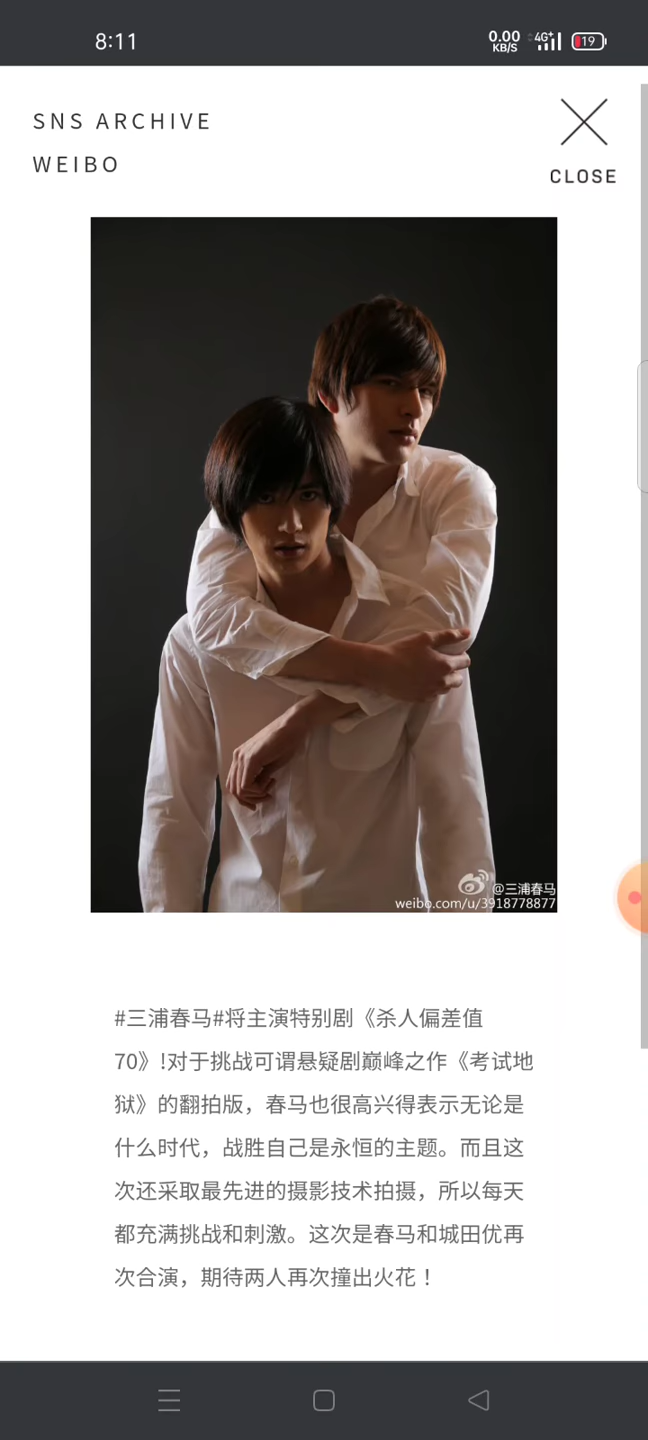 8:11
0.00
KB/S
4G+
19
SNS ARCHIVE
WEIBO
CLOSE
@三浦春马
weibo.com/u/3918778877
#三浦春马#将主演特别剧《杀人偏差值
70》!对于挑战可谓悬疑剧巅峰之作《考试地
狱》的翻拍版，春马也很高兴得表示无论是
什么时代，战胜自己是永恒的主题。而且这
次还采取最先进的摄影技术拍摄，所以每天
都充满挑战和刺激。这次是春马和城田优再
次合演，期待两人再次撞出火花！